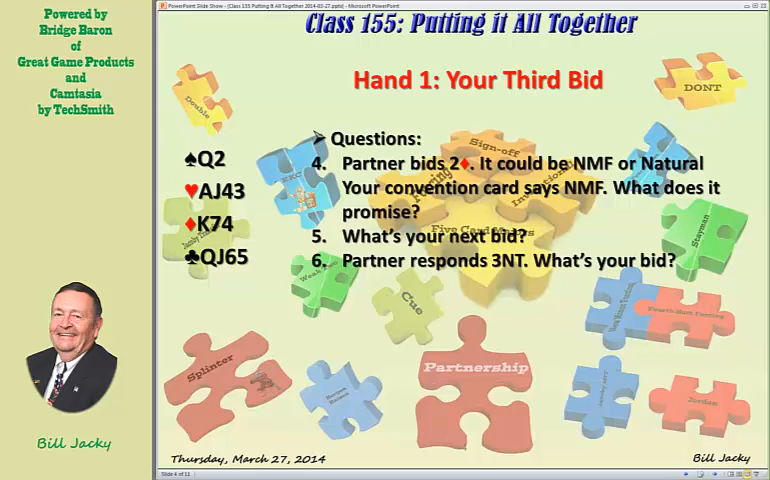 PowerPoint Slide Show - [Class 155 Putting It All Together 2014-03-27.pptx] - Microsoft PowerPoint
Powered by
Bridge Baron
of
Great Game Products
and
Camtasia
by TechSmith
Class 155: Putting it All Together
Hand 1: Your Third Bid
Double
DONT
Questions:
4. Partner bids 2♦. It could be NMF or Natural
Your convention card says NMF. What does it
promise?
5. What's your next bid?
6. Partner responds 3NT. What's your bid?
♠Q2
♥AJ43
♦K74
♣QJ65
Sign-off
Five Card Majors
Stayman
Cue
Fourth Suit Forcing
Splinter
Partnership
Jordan
Bill Jacky
Thursday, March 27, 2014
Bill Jacky
Slide 4 of 11